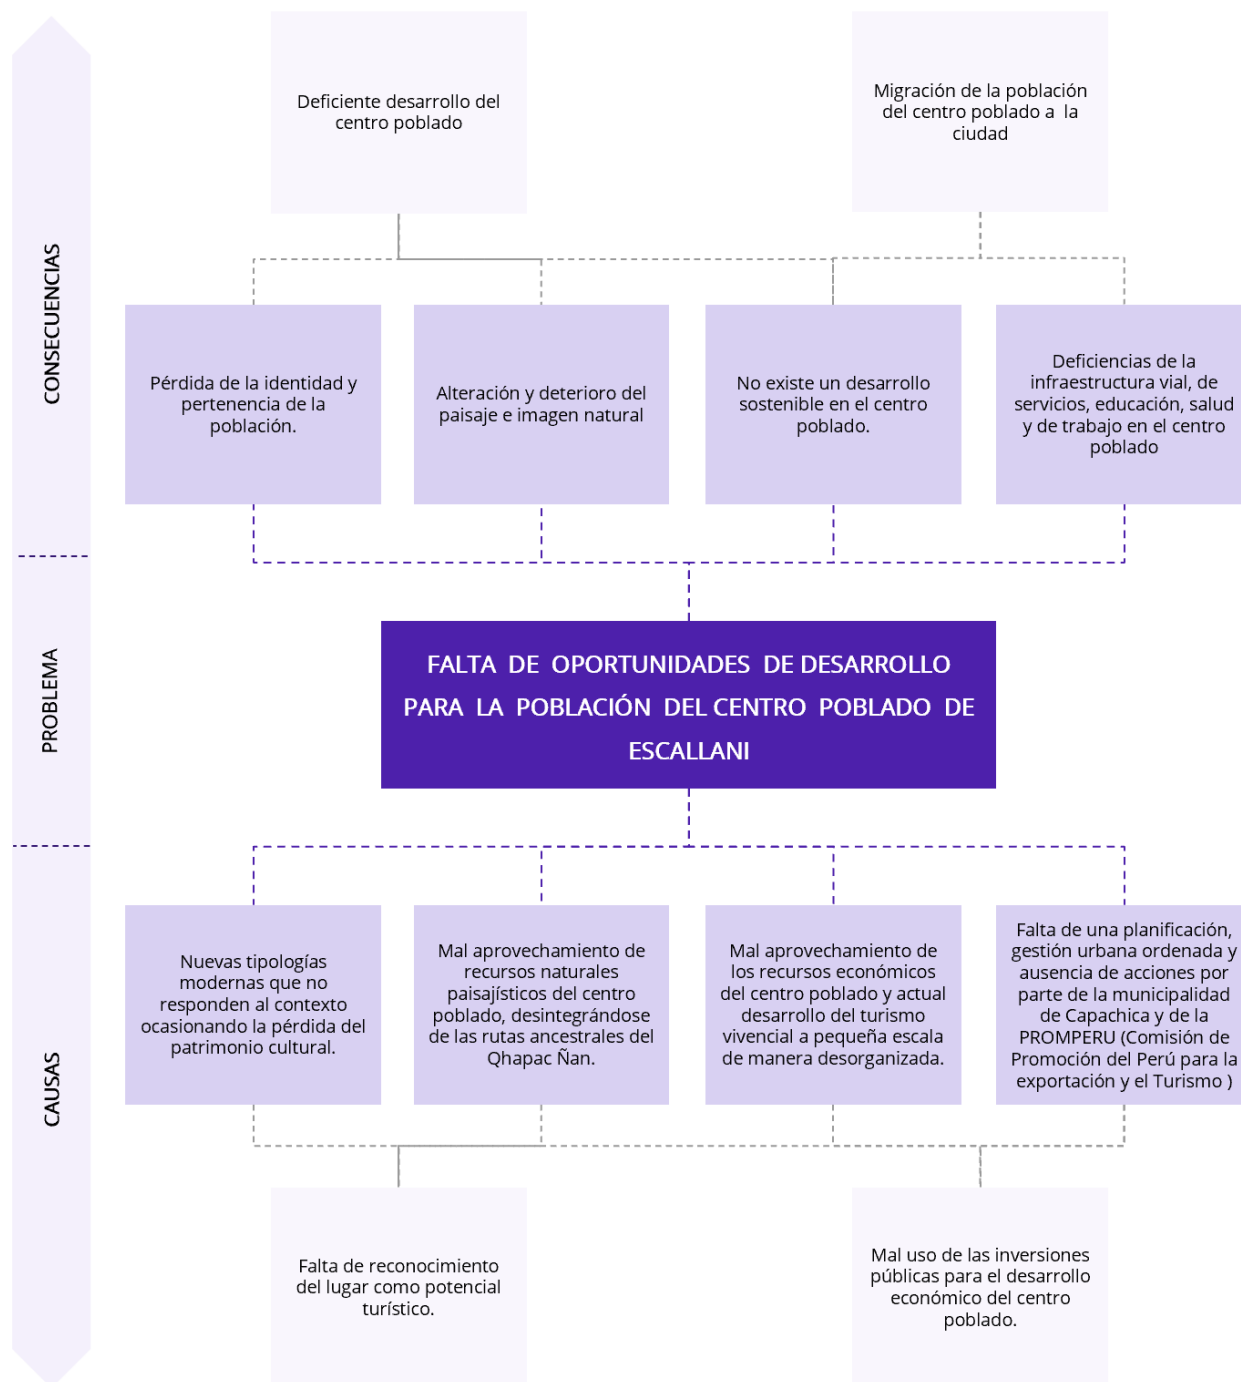 Deficiente desarrollo del
centro poblado
Migración de la población
del centro poblado a la
ciudad
CONSECUENCIAS
Pérdida de la identidad y
pertenencia de la
población.
Alteración y deterioro del
paisaje e imagen natural
No existe un desarrollo
sostenible en el centro
poblado.
Deficiencias de la
infraestructura vial, de
servicios, educación, salud
y de trabajo en el centro
poblado
PROBLEMA
FALTA DE OPORTUNIDADES DE DESARROLLO
PARA LA POBLACIÓN DEL CENTRO POBLADO DE
ESCALLANI
CAUSAS
Nuevas tipologías
modernas que no
responden al contexto
ocasionando la pérdida del
patrimonio cultural.
Mal aprovechamiento de
recursos naturales
paisajísticos del centro
poblado, desintegrándose
de las rutas ancestrales del
Qhapac Ñan.
Mal aprovechamiento de
los recursos económicos
del centro poblado y actual
desarrollo del turismo
vivencial a pequeña escala
de manera desorganizada.
Falta de una planificación,
gestión urbana ordenada y
ausencia de acciones por
parte de la municipalidad
de Capachica y de la
PROMPERU (Comisión de
Promoción del Perú para la
exportación y el Turismo )
Falta de reconocimiento
del lugar como potencial
turístico.
Mal uso de las inversiones
públicas para el desarrollo
económico del centro
poblado.